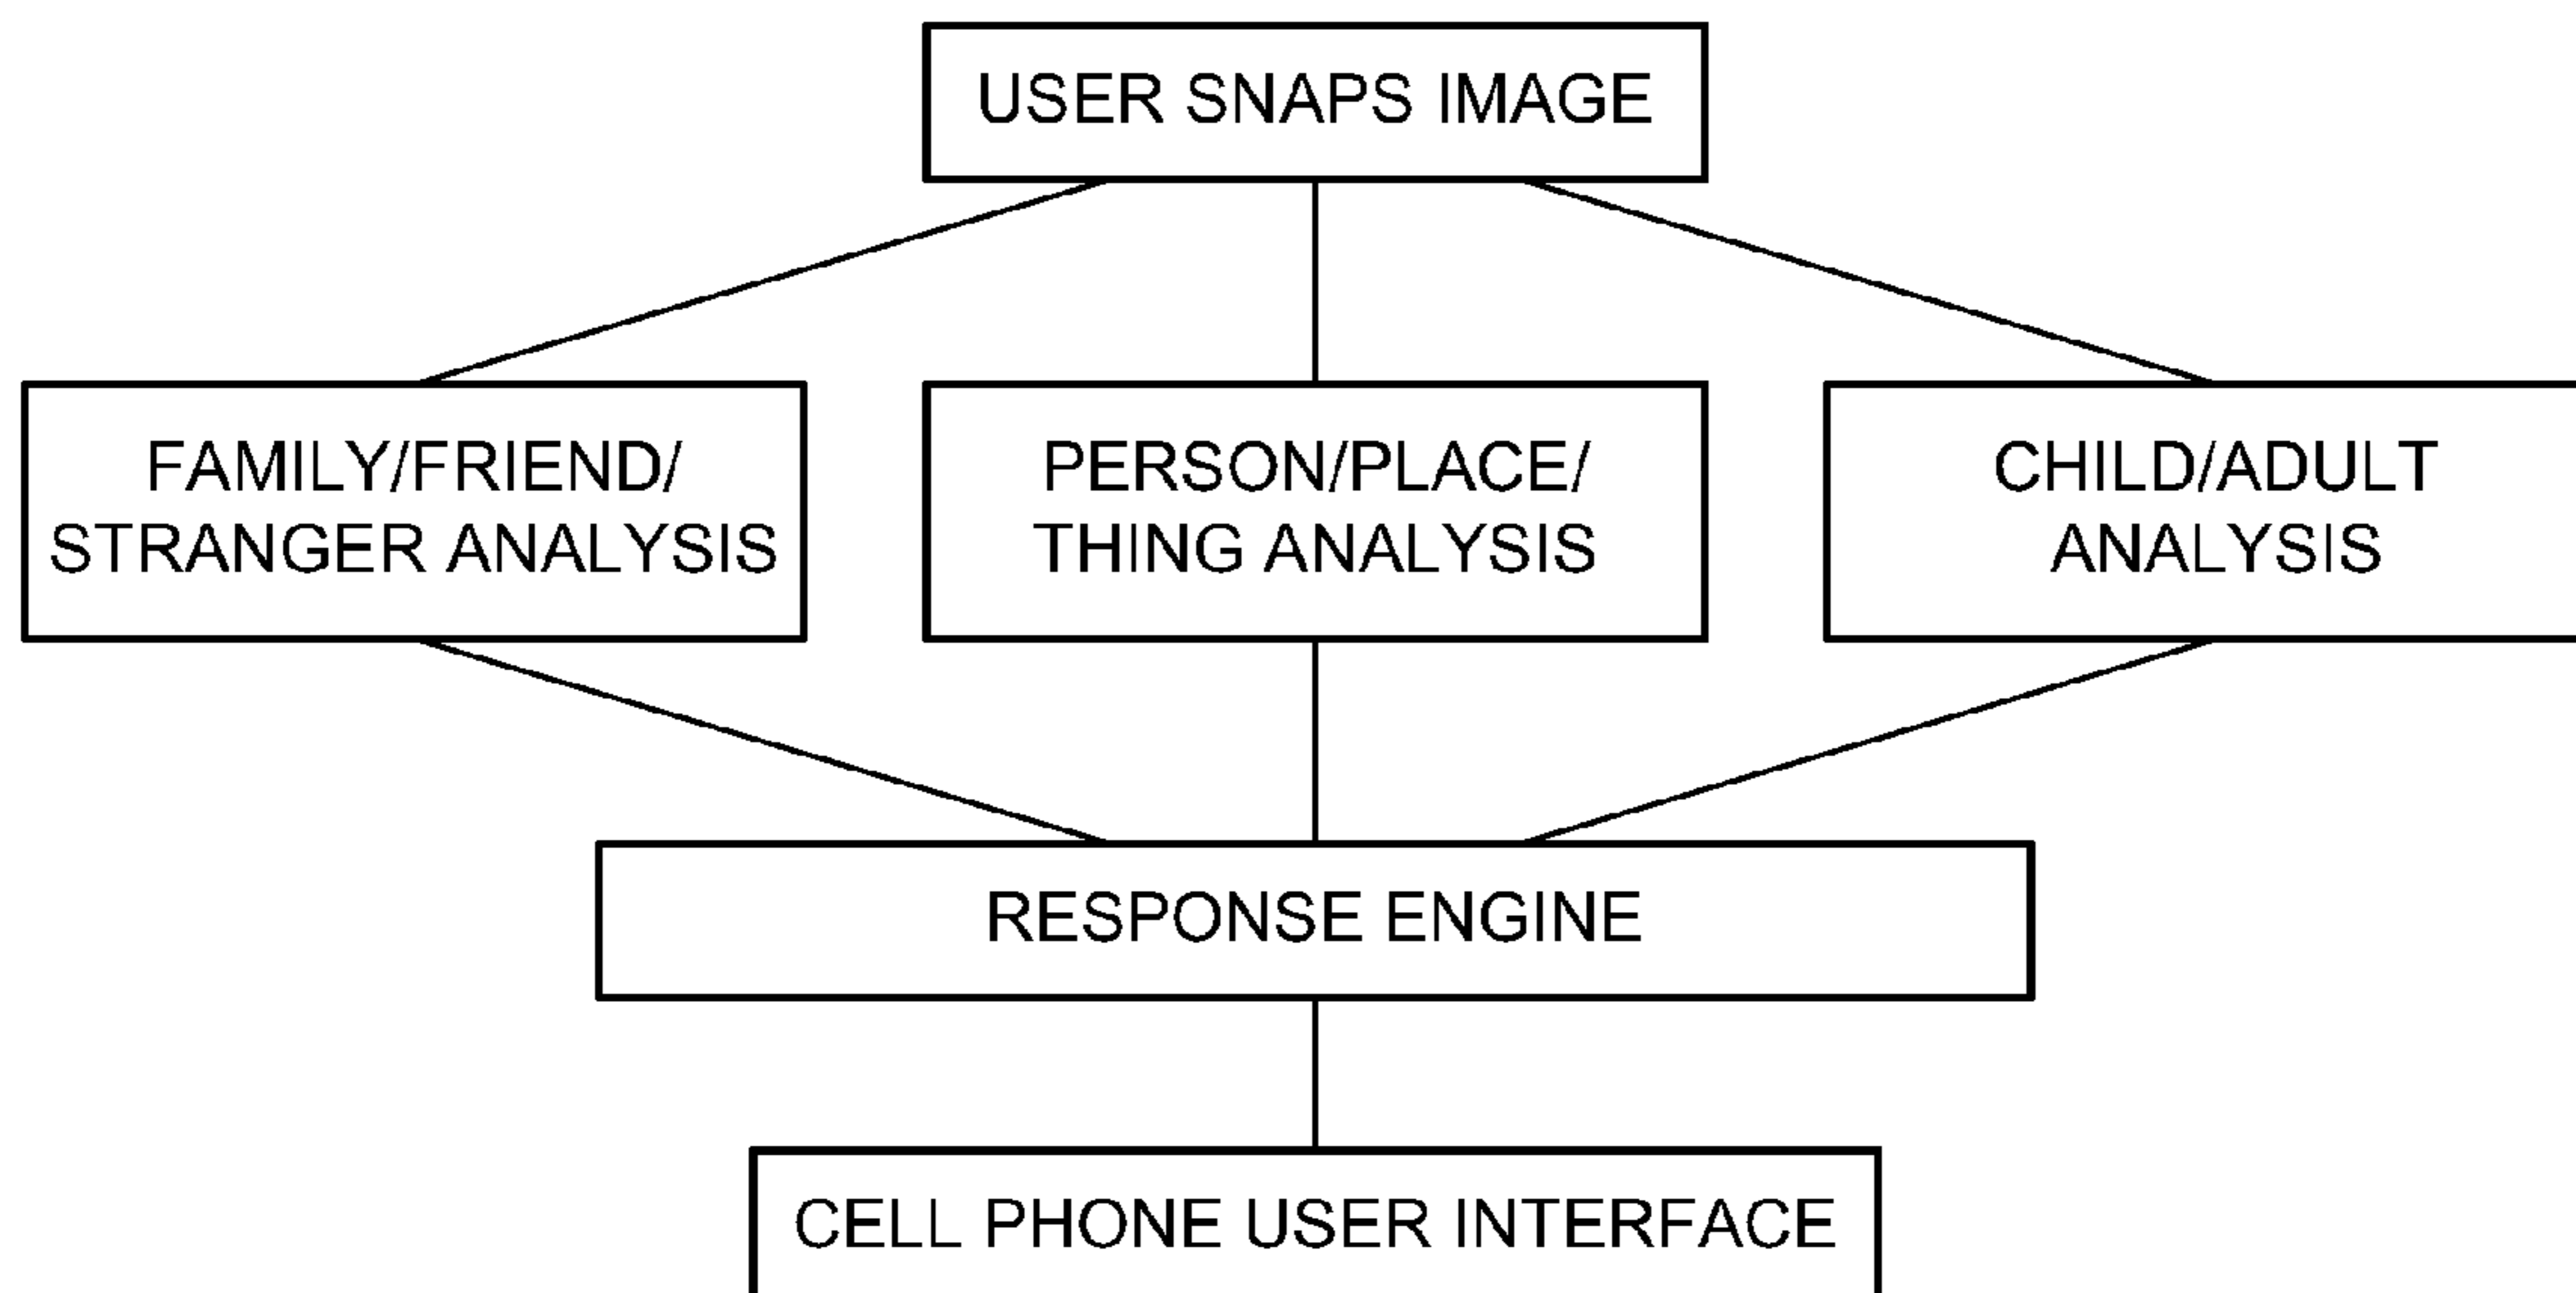 USER SNAPS IMAGE
FAMILY/FRIEND/
STRANGER ANALYSIS
PERSON/PLACE/
THING ANALYSIS
CHILD/ADULT
ANALYSIS
RESPONSE ENGINE
CELL PHONE USER INTERFACE